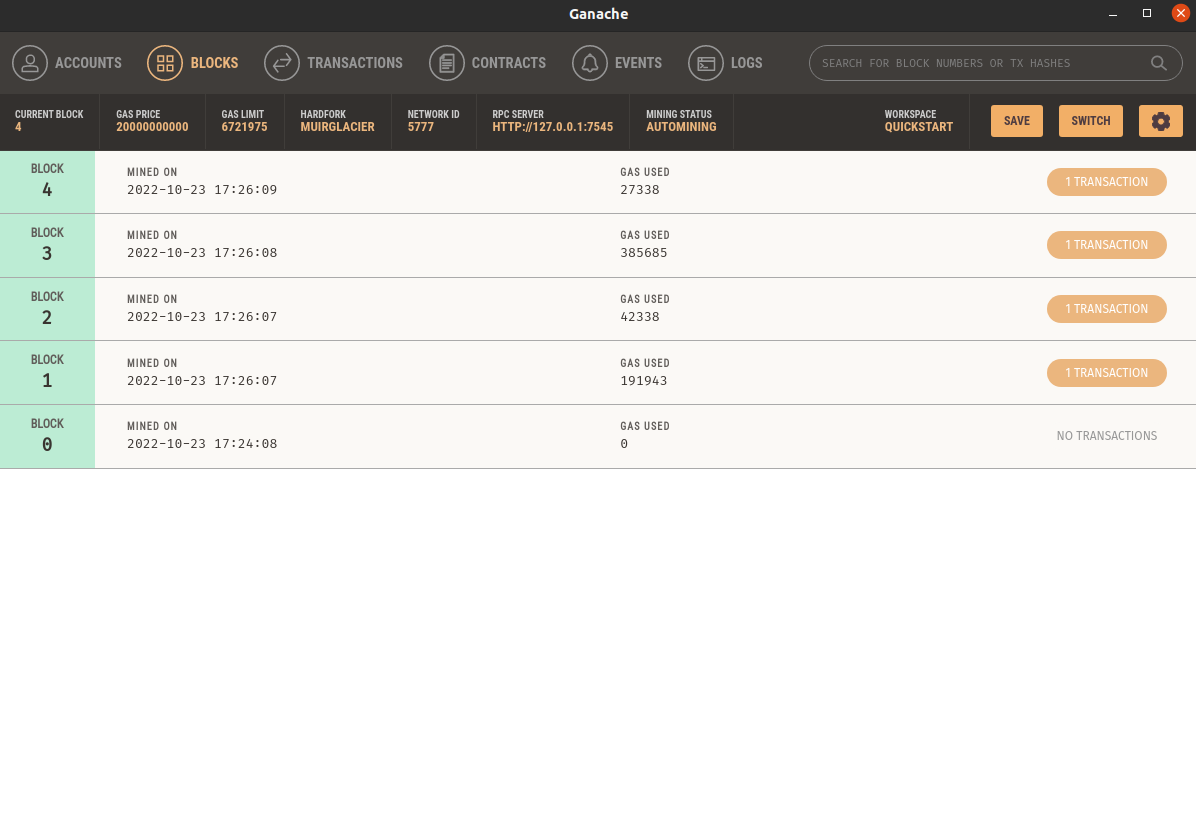 Ganache
ACCOUNTS BLOCKS TRANSACTIONS CONTRACTS EVENTS LOGS SEARCH FOR BLOCK NUMBERS OR TX HASHES
CURRENT BLOCK GAS PRICE GAS LIMIT HARDFORK NETWORK ID RPC SERVER MINING STATUS WORKSPACE
4 20000000000 6721975 MUIRGLACIER 5777 HTTP://127.0.0.1:7545 AUTOMINING QUICKSTART SAVE SWITCH
BLOCK MINED ON GAS USED
4 2022-10-23 17:26:09 27338 1 TRANSACTION
BLOCK MINED ON GAS USED
3 2022-10-23 17:26:08 385685 1 TRANSACTION
BLOCK MINED ON GAS USED
2 2022-10-23 17:26:07 42338 1 TRANSACTION
BLOCK MINED ON GAS USED
1 2022-10-23 17:26:07 191943 1 TRANSACTION
BLOCK MINED ON GAS USED
0 2022-10-23 17:24:08 0 NO TRANSACTIONS